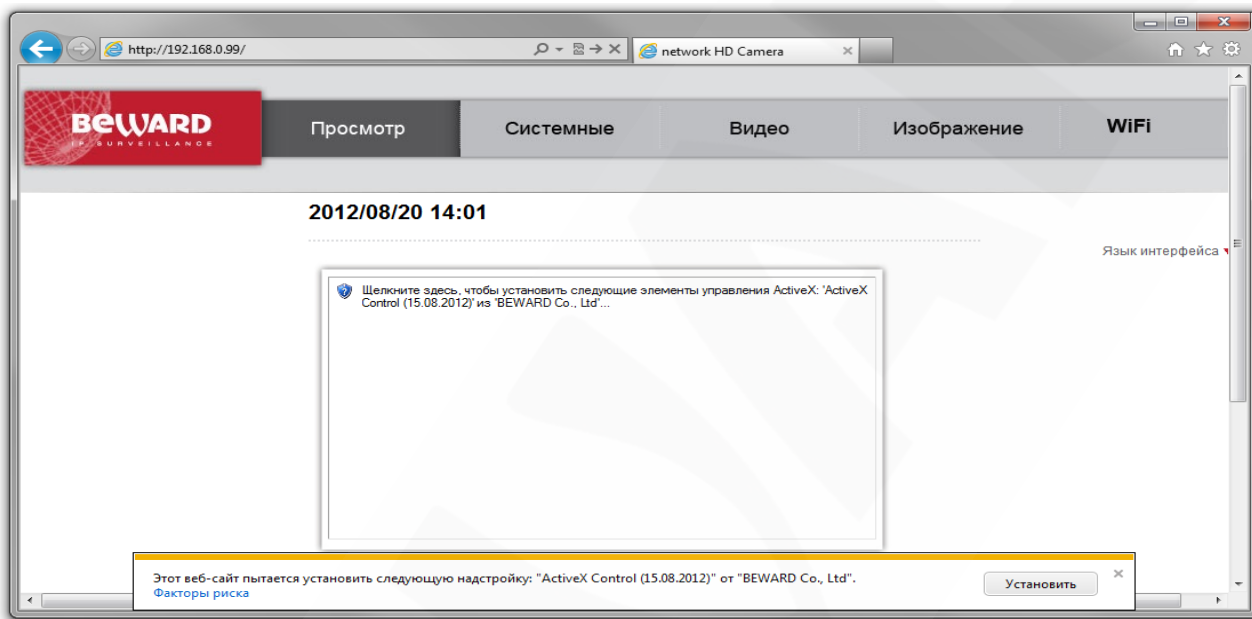 http://192.168.0.99/
network HD Camera
BEWARD
IP SURVEILLANCE
Просмотр
Системные
Видео
Изображение
WiFi
2012/08/20 14:01
Язык интерфейса
Щелкните здесь, чтобы установить следующие элементы управления ActiveX: 'ActiveX
Control (15.08.2012)' из 'BEWARD Co., Ltd'...
Этот веб-сайт пытается установить следующую надстройку: "ActiveX Control (15.08.2012)" от "BEWARD Co., Ltd".
Факторы риска
Установить